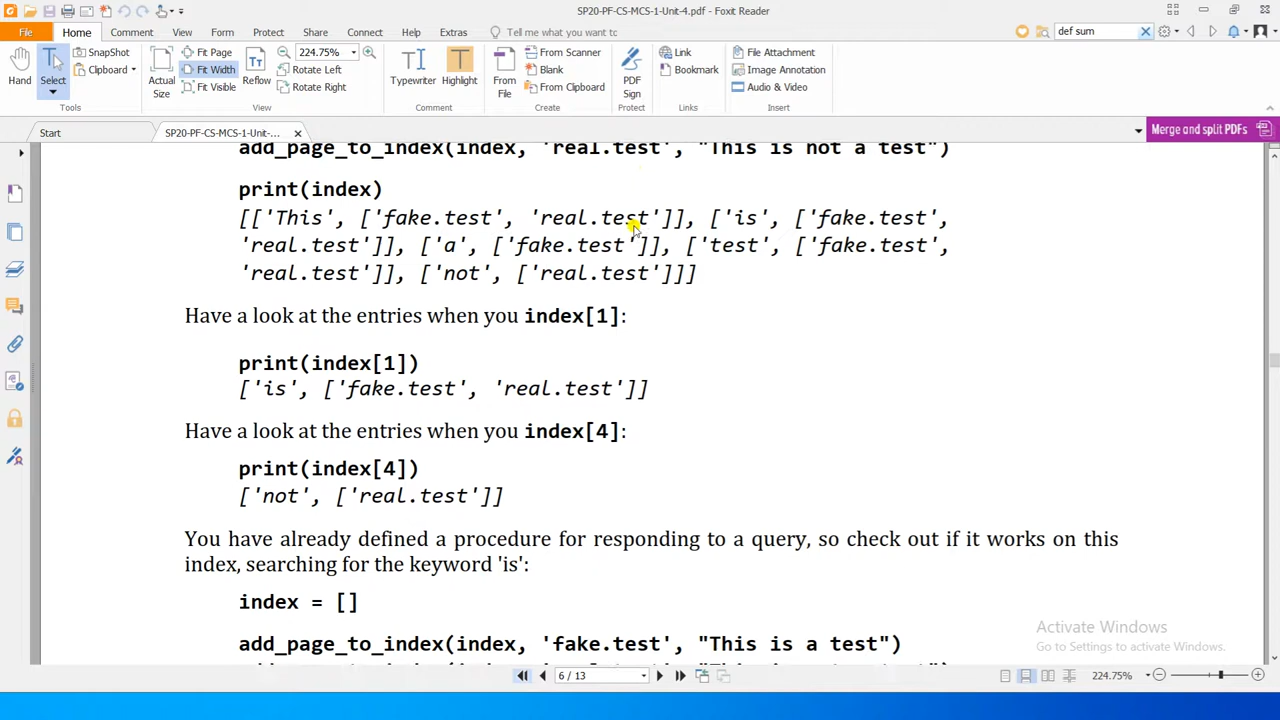 SP20-PF-CS-MCS-1-Unit-4.pdf - Foxit Reader
File Home Comment View Form Protect Share Connect Help Extras Tell me what you want to c def sum
Hand
Select
SnapShot
Clipboard
Tools
Actual Size
Fit Page
Fit Width
Fit Visible
Reflow
224.75%
Rotate Left
Rotate Right
View
Typewriter
Highlight
Comment
From File
From Scanner
Blank
From Clipboard
Create
PDF Sign
Protect
Link
Bookmark
Links
File Attachment
Image Annotation
Audio & Video
Insert
Start SP20-PF-CS-MCS-1-Unit-... Merge and split PDFs
add_page_to_index(index, 'real.test', "This is not a test")
print(index)
[['This', ['fake.test', 'real.test']], ['is', ['fake.test',
'real.test']], ['a', ['fake.test']], ['test', ['fake.test',
'real.test']], ['not', ['real.test']]]
Have a look at the entries when you index[1]:
print(index[1])
['is', ['fake.test', 'real.test']]
Have a look at the entries when you index[4]:
print(index[4])
['not', ['real.test']]
You have already defined a procedure for responding to a query, so check out if it works on this
index, searching for the keyword 'is':
index = []
add_page_to_index(index, 'fake.test', "This is a test")
Activate Windows
Go to Settings to activate Windows.
6 / 13 224.75%